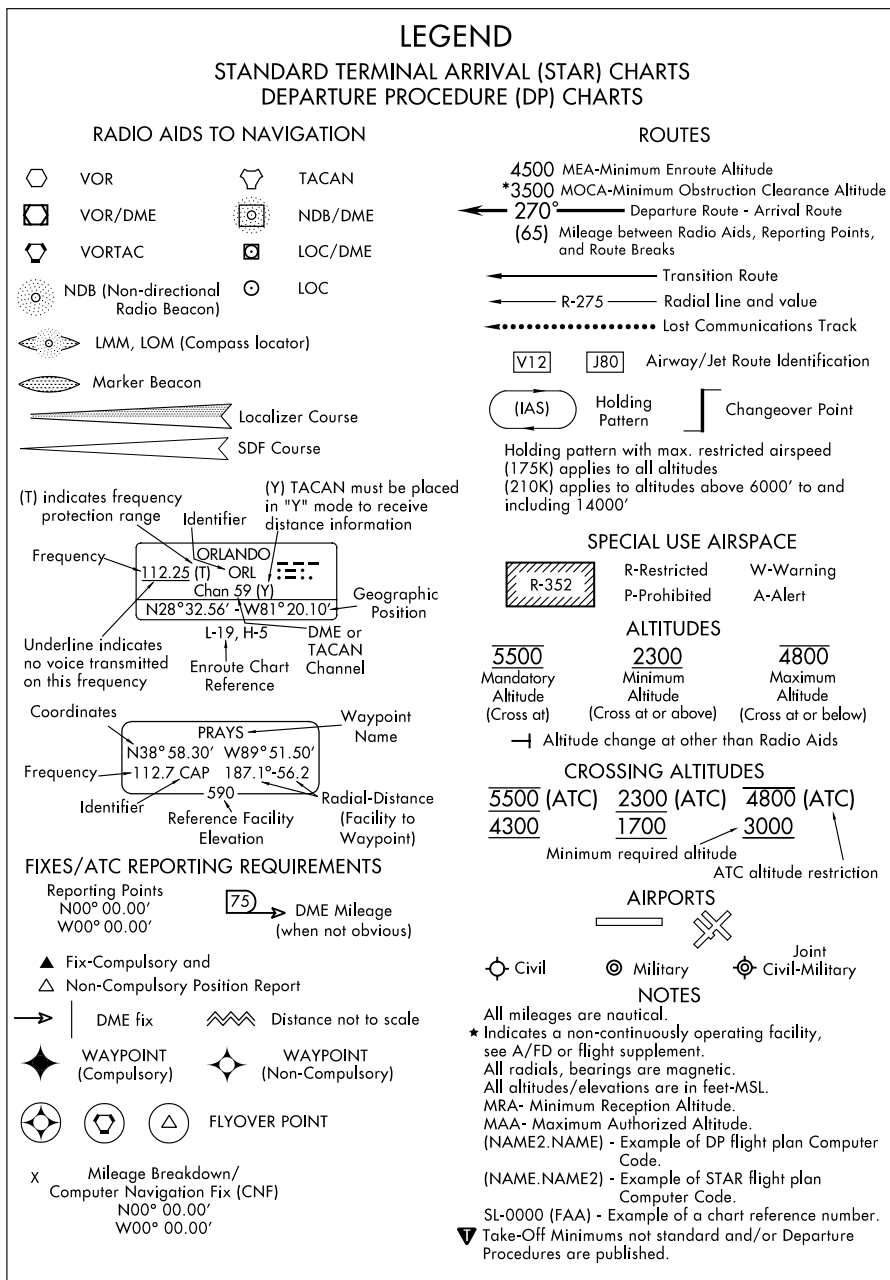 LEGEND
STANDARD TERMINAL ARRIVAL (STAR) CHARTS
DEPARTURE PROCEDURE (DP) CHARTS
RADIO AIDS TO NAVIGATION
VOR
TACAN
VOR/DME
NDB/DME
VORTAC
LOC/DME
NDB (Non-directional
Radio Beacon)
LOC
LMM, LOM (Compass locator)
Marker Beacon
Localizer Course
SDF Course
(T) indicates frequency
protection range
Identifier
(Y) TACAN must be placed
in "Y" mode to receive
distance information
Frequency
ORLANDO
112.25 (T) ORL
Chan 59 (Y)
N28°32.56' - W81°20.10'
Geographic
Position
Underline indicates
no voice transmitted
on this frequency
L-19, H-5
Enroute Chart
Reference
DME or
TACAN
Channel
Coordinates
PRAYS
Waypoint
Name
N38°58.30' W89°51.50'
Frequency
112.7 CAP 187.1°-56.2
590
Identifier
Reference Facility
Elevation
Radial-Distance
(Facility to
Waypoint)
FIXES/ATC REPORTING REQUIREMENTS
Reporting Points
N00° 00.00'
W00° 00.00'
75
DME Mileage
(when not obvious)
Fix-Compulsory and
Non-Compulsory Position Report
DME fix
Distance not to scale
WAYPOINT
(Compulsory)
WAYPOINT
(Non-Compulsory)
FLYOVER POINT
X
Mileage Breakdown/
Computer Navigation Fix (CNF)
N00° 00.00'
W00° 00.00'
ROUTES
4500 MEA-Minimum Enroute Altitude
*3500 MOCA-Minimum Obstruction Clearance Altitude
270° Departure Route - Arrival Route
(65) Mileage between Radio Aids, Reporting Points,
and Route Breaks
Transition Route
R-275 Radial line and value
Lost Communications Track
V12 J80 Airway/Jet Route Identification
(IAS)
Holding
Pattern
Changeover Point
Holding pattern with max. restricted airspeed
(175K) applies to all altitudes
(210K) applies to altitudes above 6000' to and
including 14000'
SPECIAL USE AIRSPACE
R-352
R-Restricted W-Warning
P-Prohibited A-Alert
ALTITUDES
5500 2300 4800
Mandatory
Altitude
(Cross at)
Minimum
Altitude
(Cross at or above)
Maximum
Altitude
(Cross at or below)
Altitude change at other than Radio Aids
CROSSING ALTITUDES
5500 (ATC) 2300 (ATC) 4800 (ATC)
4300 1700 3000
Minimum required altitude
ATC altitude restriction
AIRPORTS
Civil
Military
Joint
Civil-Military
NOTES
All mileages are nautical.
★ Indicates a non-continuously operating facility,
see A/FD or flight supplement.
All radials, bearings are magnetic.
All altitudes/elevations are in feet-MSL.
MRA- Minimum Reception Altitude.
MAA- Maximum Authorized Altitude.
(NAME2.NAME) - Example of DP flight plan Computer
Code.
(NAME.NAME2) - Example of STAR flight plan
Computer Code.
SL-0000 (FAA) - Example of a chart reference number.
T Take-Off Minimums not standard and/or Departure
Procedures are published.